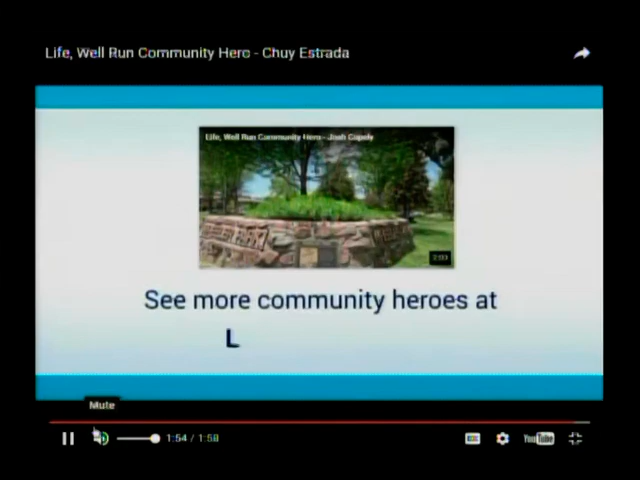 Life, Well Run Community Hero - Chuy Estrada
Life, Well Run Community Hero - Josh Copely
2:03
See more community heroes at
L
Mute
1:54 / 1:58
YouTube